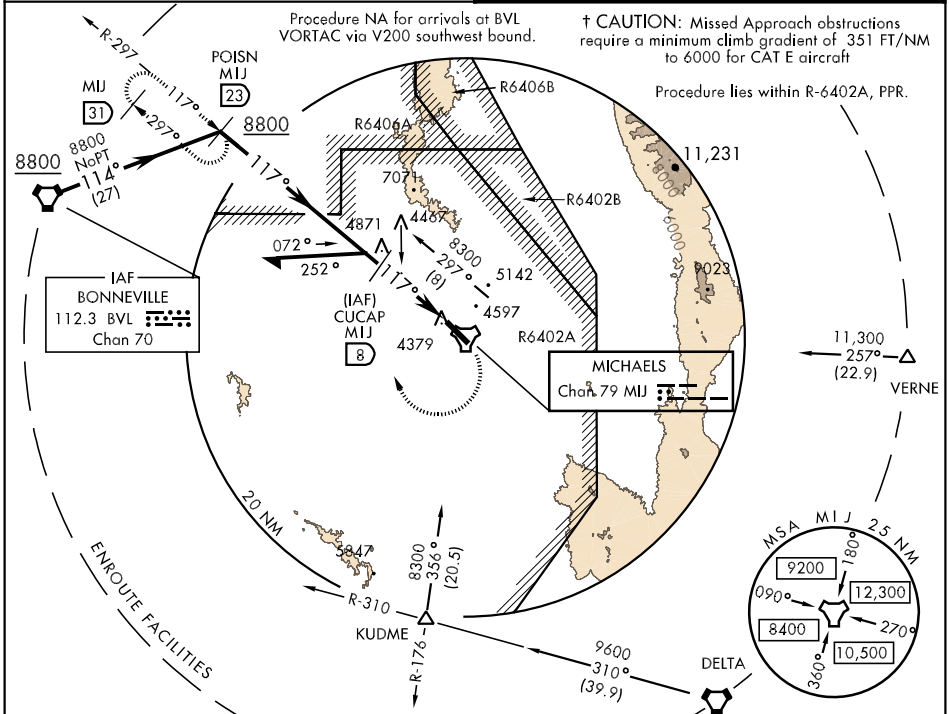 Procedure NA for arrivals at BVL
VORTAC via V200 southwest bound.
† CAUTION: Missed Approach obstructions
require a minimum climb gradient of 351 FT/NM
to 6000 for CAT E aircraft
Procedure lies within R-6402A, PPR.
R-297
POISN
MIJ
23
MIJ
31
117°
297°
8800
8800
8800
NoPT
114°
(27)
117°
R6406B
R6406A
7071
R6402B
11,231
8000
6000
9023
4871
4467
072°
252°
117°
8300
297°
(8)
5142
4597
(IAF)
CUCAP
MIJ
8
4379
R6402A
IAF
BONNEVILLE
112.3 BVL
Chan 70
MICHAELS
Chan 79 MIJ
11,300
257°
(22.9)
VERNE
20 NM
5847
ENROUTE FACILITIES
8300
356°
(20.5)
R-310
KUDME
R-176
9600
310°
(39.9)
DELTA
MSA MIJ 25 NM
180°
9200
090°
12,300
8400
270°
360°
10,500